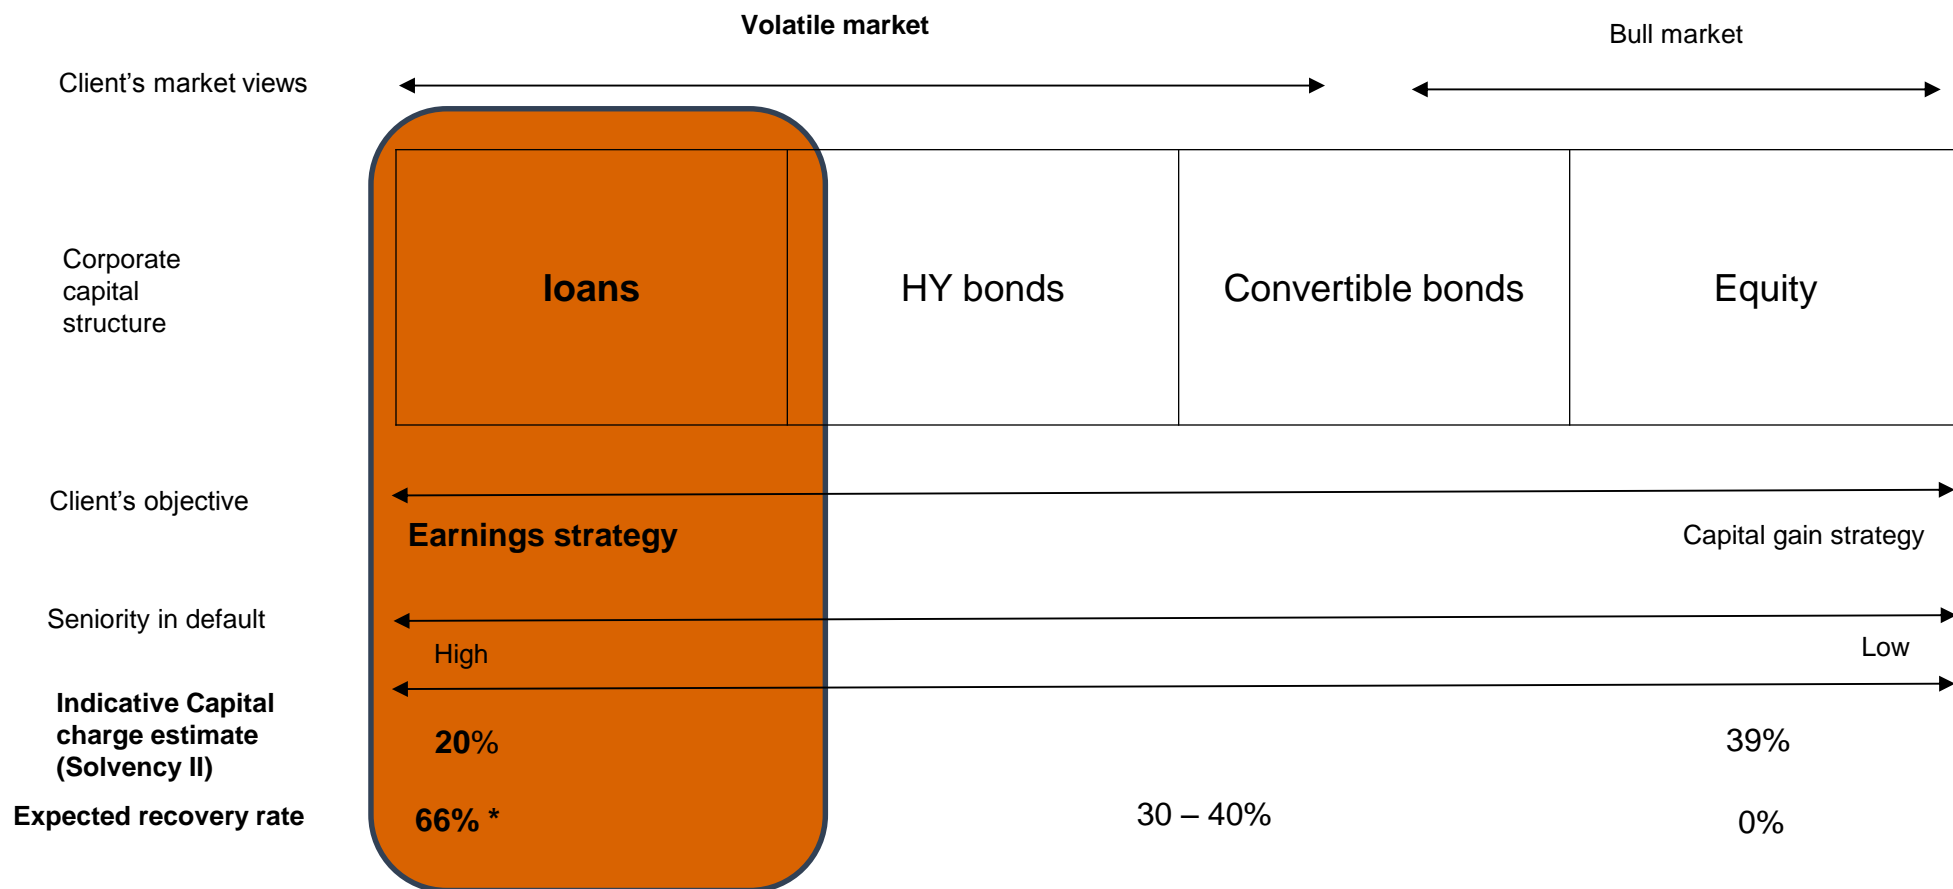 Volatile market
Bull market
Client’s market views
Corporate
capital
structure
loans
HY bonds
Convertible bonds
Equity
Client’s objective
Earnings strategy
Capital gain strategy
Seniority in default
High
Low
Indicative Capital
charge estimate
(Solvency II)
20%
39%
Expected recovery rate
66% *
30 – 40%
0%